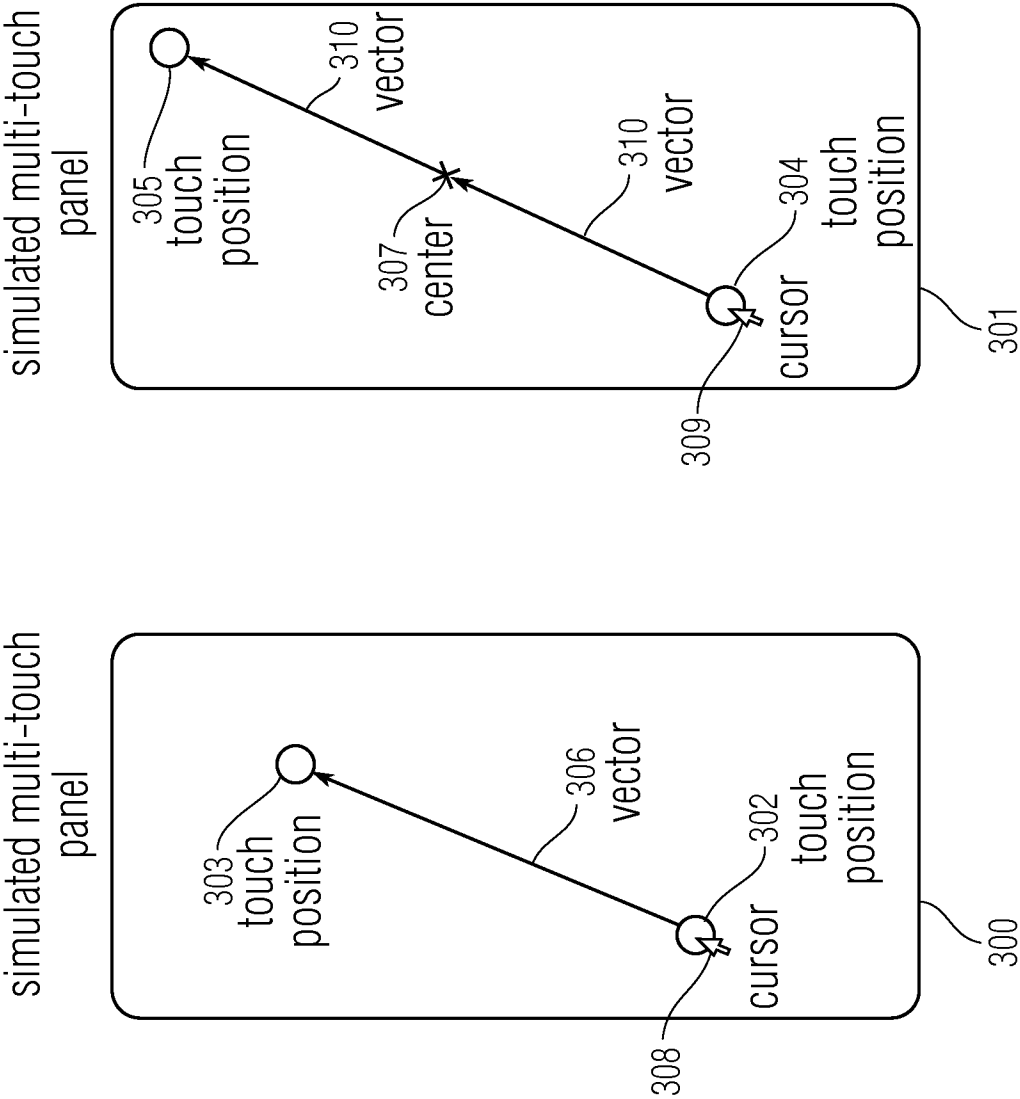 simulated multi-touch
panel
303
touch
position
306
vector
302
touch
position
cursor
308
300
simulated multi-touch
panel
305
touch
position
310
vector
307
center
310
vector
304
touch
position
cursor
309
301